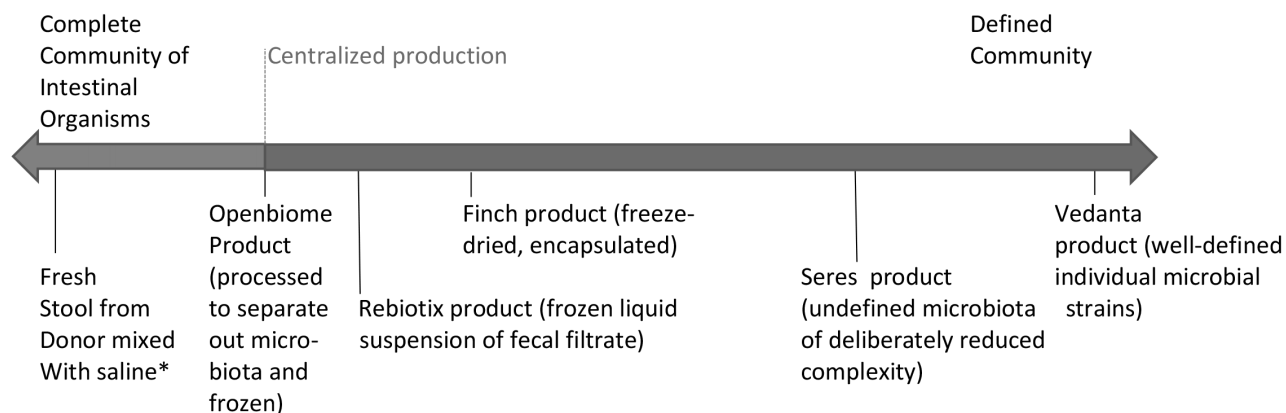 Complete
Community of
Intestinal
Organisms
Centralized production
Defined
Community
Fresh
Stool from
Donor mixed
With saline*
Openbiome
Product
(processed
to separate
out micro-
biota and
frozen)
Rebiotix product (frozen liquid
suspension of fecal filtrate)
Finch product (freeze-
dried, encapsulated)
Seres product
(undefined microbiota
of deliberately reduced
complexity)
Vedanta
product (well-defined
individual microbial
strains)